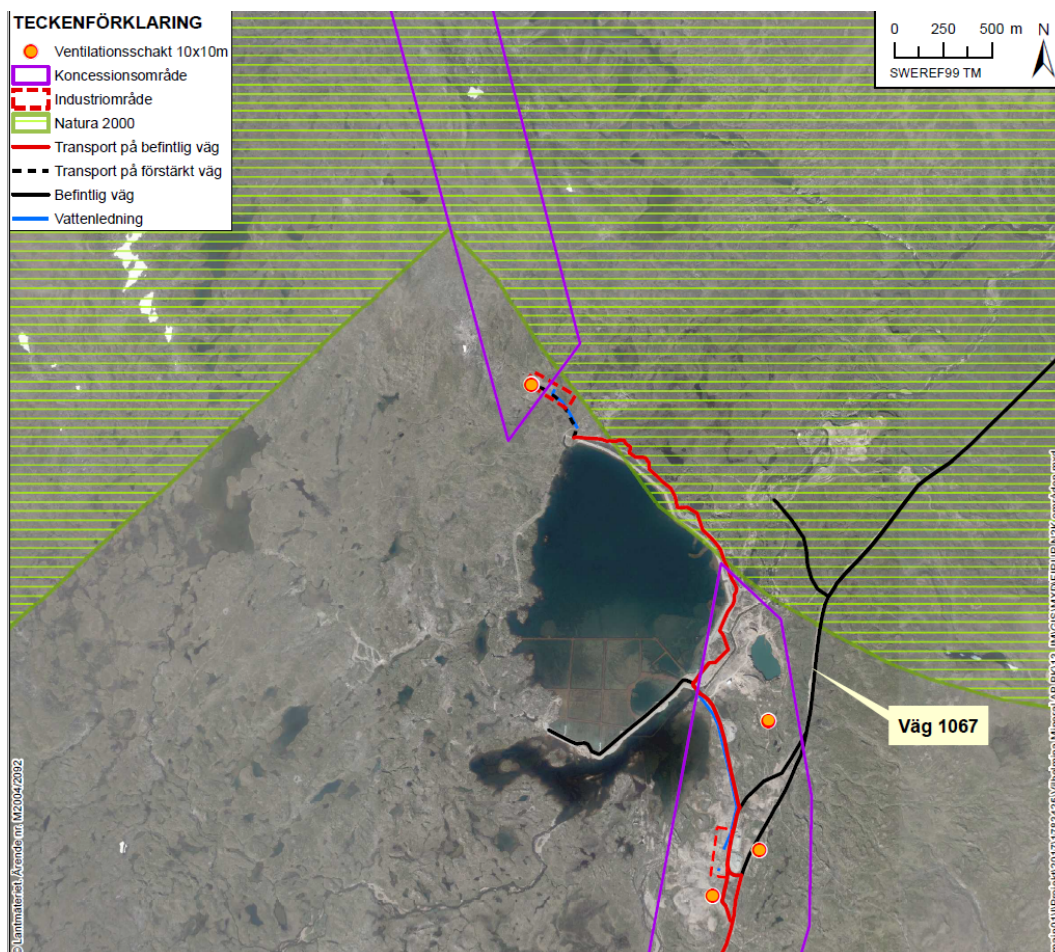 TECKENFÖRKLARING
Ventilationsschakt 10x10m
Koncessionsområde
Industriområde
Natura 2000
Transport på befintlig väg
Transport på förstärkt väg
Befintlig väg
Vattenledning
0 250 500 m N
SWEREF99 TM
Väg 1067
© Lantmäteriet, Ärende nr. M2004/2092